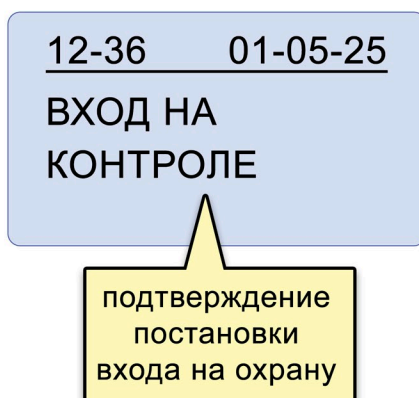 12-36 01-05-25
ВХОД НА
КОНТРОЛЕ
подтверждение
постановки
входа на охрану